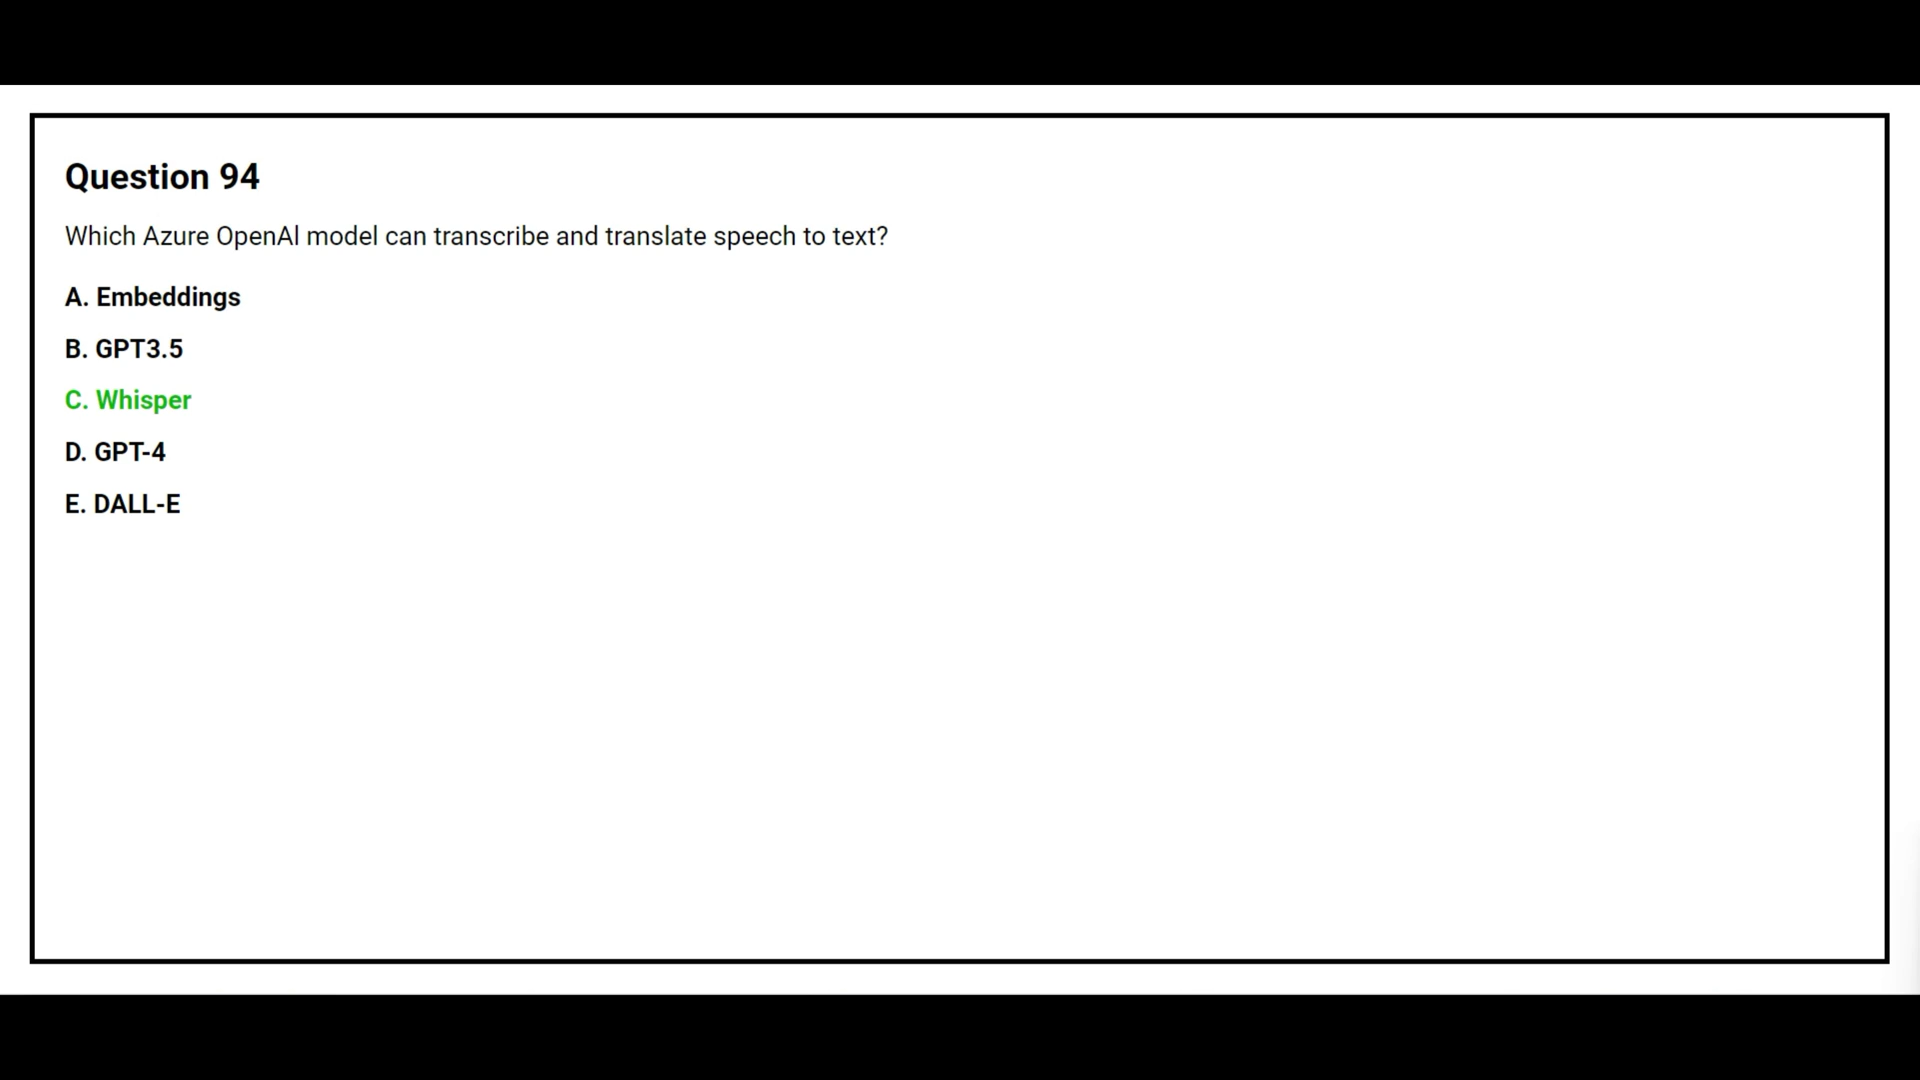 Question 94
Which Azure OpenAI model can transcribe and translate speech to text?
A. Embeddings
B. GPT3.5
C. Whisper
D. GPT-4
E. DALL-E